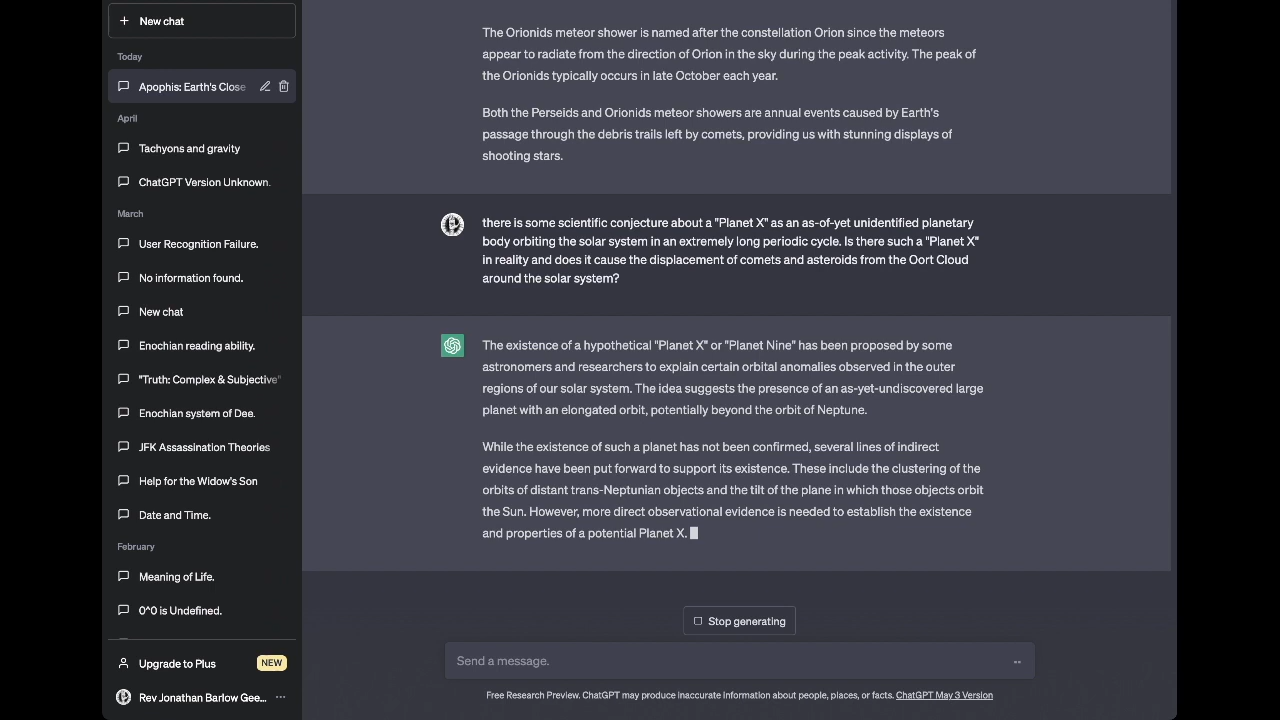 New chat
Today
Apophis: Earth's Close
April
Tachyons and gravity
ChatGPT Version Unknown.
March
User Recognition Failure.
No information found.
New chat
Enochian reading ability.
"Truth: Complex & Subjective"
Enochian system of Dee.
JFK Assassination Theories
Help for the Widow's Son
Date and Time.
February
Meaning of Life.
0^0 is Undefined.
Upgrade to Plus
NEW
Rev Jonathan Barlow Gee...
The Orionids meteor shower is named after the constellation Orion since the meteors
appear to radiate from the direction of Orion in the sky during the peak activity. The peak of
the Orionids typically occurs in late October each year.
Both the Perseids and Orionids meteor showers are annual events caused by Earth's
passage through the debris trails left by comets, providing us with stunning displays of
shooting stars.
there is some scientific conjecture about a "Planet X" as an as-of-yet unidentified planetary
body orbiting the solar system in an extremely long periodic cycle. Is there such a "Planet X"
in reality and does it cause the displacement of comets and asteroids from the Oort Cloud
around the solar system?
The existence of a hypothetical "Planet X" or "Planet Nine" has been proposed by some
astronomers and researchers to explain certain orbital anomalies observed in the outer
regions of our solar system. The idea suggests the presence of an as-yet-undiscovered large
planet with an elongated orbit, potentially beyond the orbit of Neptune.
While the existence of such a planet has not been confirmed, several lines of indirect
evidence have been put forward to support its existence. These include the clustering of the
orbits of distant trans-Neptunian objects and the tilt of the plane in which those objects orbit
the Sun. However, more direct observational evidence is needed to establish the existence
and properties of a potential Planet X.
Stop generating
Send a message.
Free Research Preview. ChatGPT may produce inaccurate information about people, places, or facts. ChatGPT May 3 Version